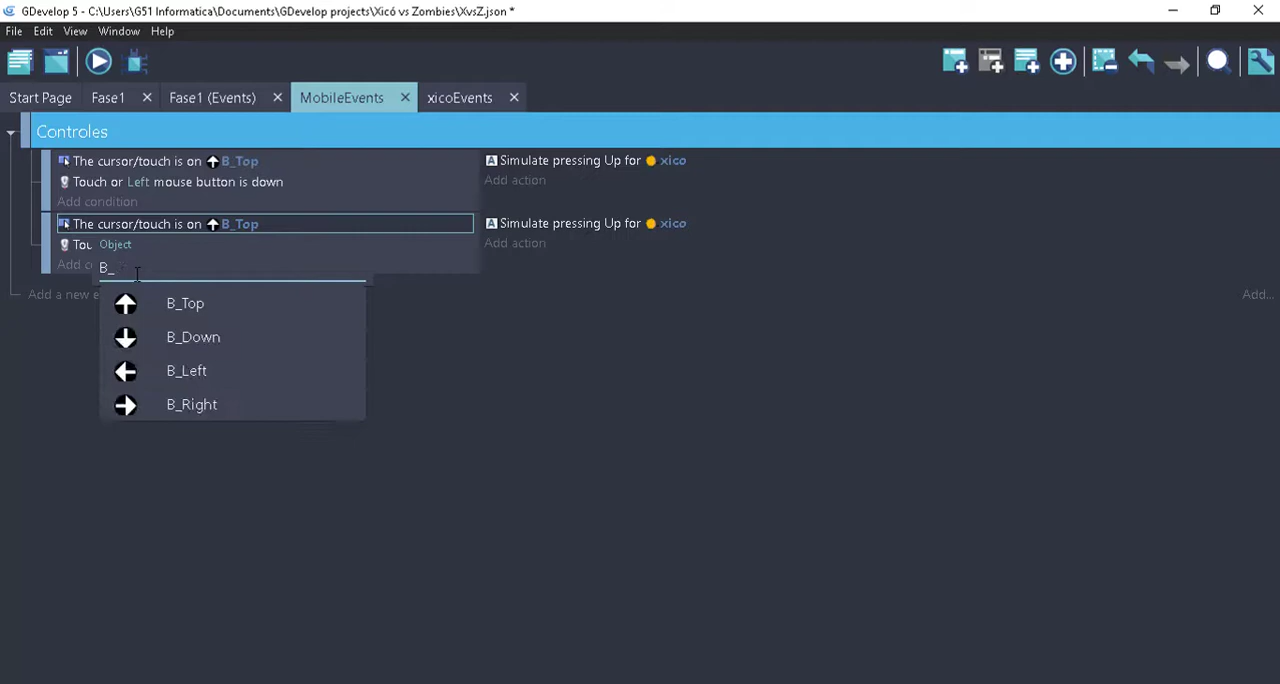 GDevelop 5 - C:\Users\G51 Informatica\Documents\GDevelop projects\Xicó vs Zombies\XvsZ.json *
File Edit View Window Help
Start Page Fase1 Fase1 (Events) MobileEvents xicoEvents
Controles
The cursor/touch is on B_Top Simulate pressing Up for xico
Touch or Left mouse button is down Add action
Add condition
The cursor/touch is on B_Top Simulate pressing Up for xico
Tou Object Add action
Add co B_
Add a new e Add...
B_Top
B_Down
B_Left
B_Right